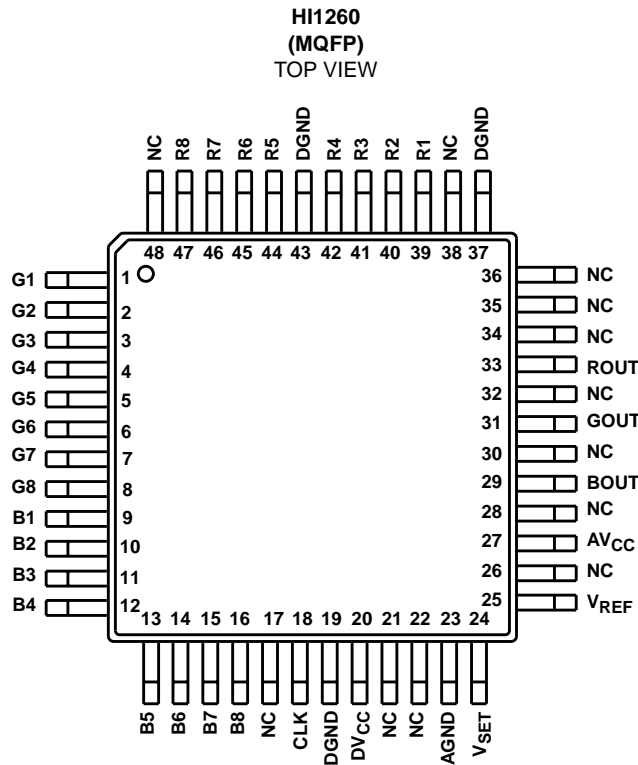 HI1260
(MQFP)
TOP VIEW
NC R8 R7 R6 R5 DGND R4 R3 R2 R1 NC DGND
48 47 46 45 44 43 42 41 40 39 38 37
G1 1 36 NC
G2 2 35 NC
G3 3 34 NC
G4 4 33 ROUT
G5 5 32 NC
G6 6 31 GOUT
G7 7 30 NC
G8 8 29 BOUT
B1 9 28 NC
B2 10 27 AVCC
B3 11 26 NC
B4 12 25 VREF
13 14 15 16 17 18 19 20 21 22 23 24
B5 B6 B7 B8 NC CLK DGND DVCC NC NC AGND VSET